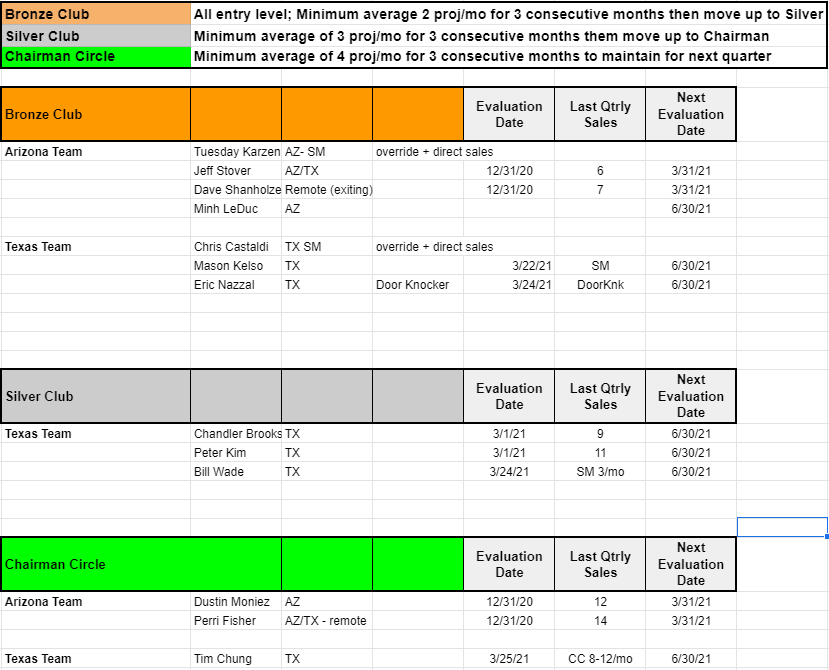 Bronze Club All entry level; Minimum average 2 proj/mo for 3 consecutive months then move up to Silver
Silver Club Minimum average of 3 proj/mo for 3 consecutive months them move up to Chairman
Chairman Circle Minimum average of 4 proj/mo for 3 consecutive months to maintain for next quarter
Bronze Club Evaluation Date Last Qtrly Sales Next Evaluation Date
Arizona Team Tuesday Karzen AZ- SM override + direct sales
Jeff Stover AZ/TX 12/31/20 6 3/31/21
Dave Shanholze Remote (exiting) 12/31/20 7 3/31/21
Minh LeDuc AZ 6/30/21
Texas Team Chris Castaldi TX SM override + direct sales
Mason Kelso TX 3/22/21 SM 6/30/21
Eric Nazzal TX Door Knocker 3/24/21 DoorKnk 6/30/21
Silver Club Evaluation Date Last Qtrly Sales Next Evaluation Date
Texas Team Chandler Brooks TX 3/1/21 9 6/30/21
Peter Kim TX 3/1/21 11 6/30/21
Bill Wade TX 3/24/21 SM 3/mo 6/30/21
Chairman Circle Evaluation Date Last Qtrly Sales Next Evaluation Date
Arizona Team Dustin Moniez AZ 12/31/20 12 3/31/21
Perri Fisher AZ/TX - remote 12/31/20 14 3/31/21
Texas Team Tim Chung TX 3/25/21 CC 8-12/mo 6/30/21